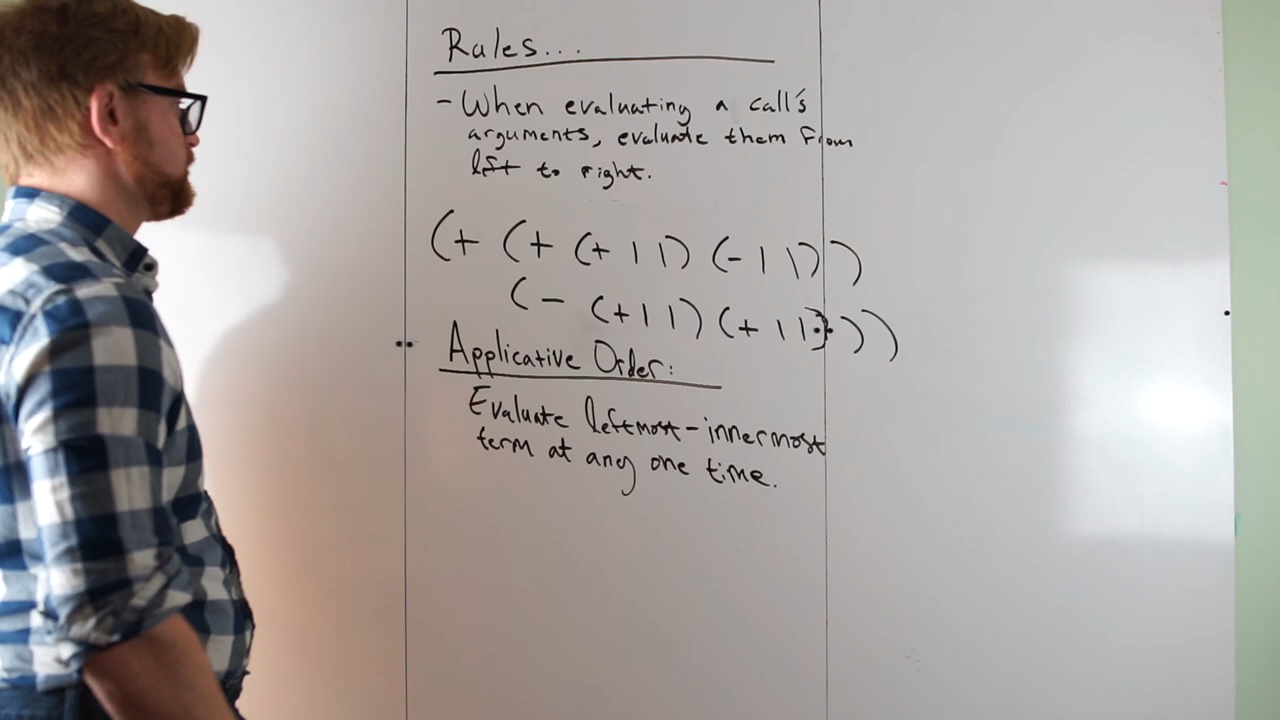 Rules...
- When evaluating a call's
arguments, evaluate them from
left to right.
(+ (+ (+ 1 1) (- 1 1))
(- (+ 1 1) (+ 1 1)))
Applicative Order:
Evaluate leftmost-innermost
term at any one time.